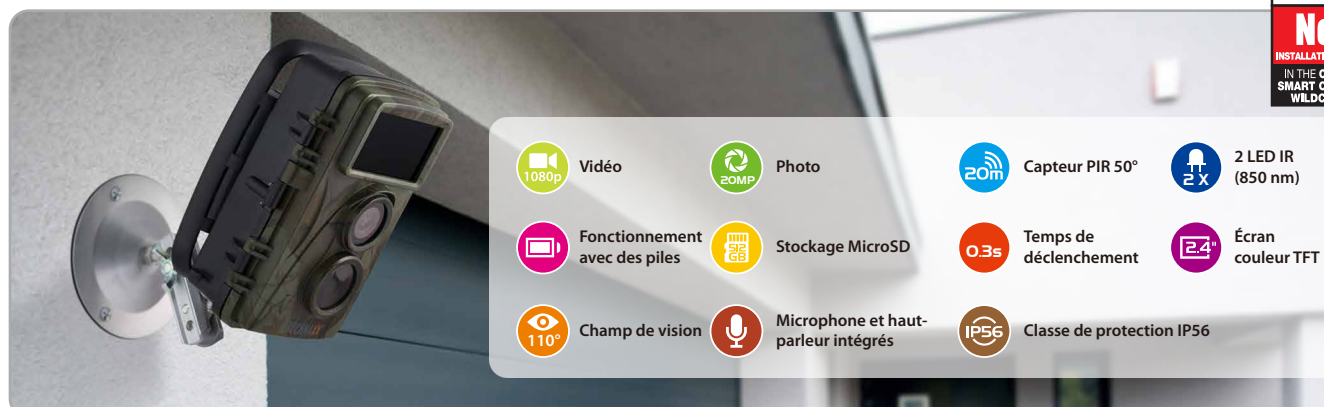 INSTALLATI
IN THE
SMART
WILDC
1080p
Vidéo
20MP
Photo
20m
Capteur PIR 50°
2 X
2 LED IR
(850 nm)
Fonctionnement
avec des piles
512
GB
Stockage MicroSD
0.3s
Temps de
déclenchement
2.4"
Écran
couleur TFT
110°
Champ de vision
Microphone et haut-
parleur intégrés
IP56
Classe de protection IP56